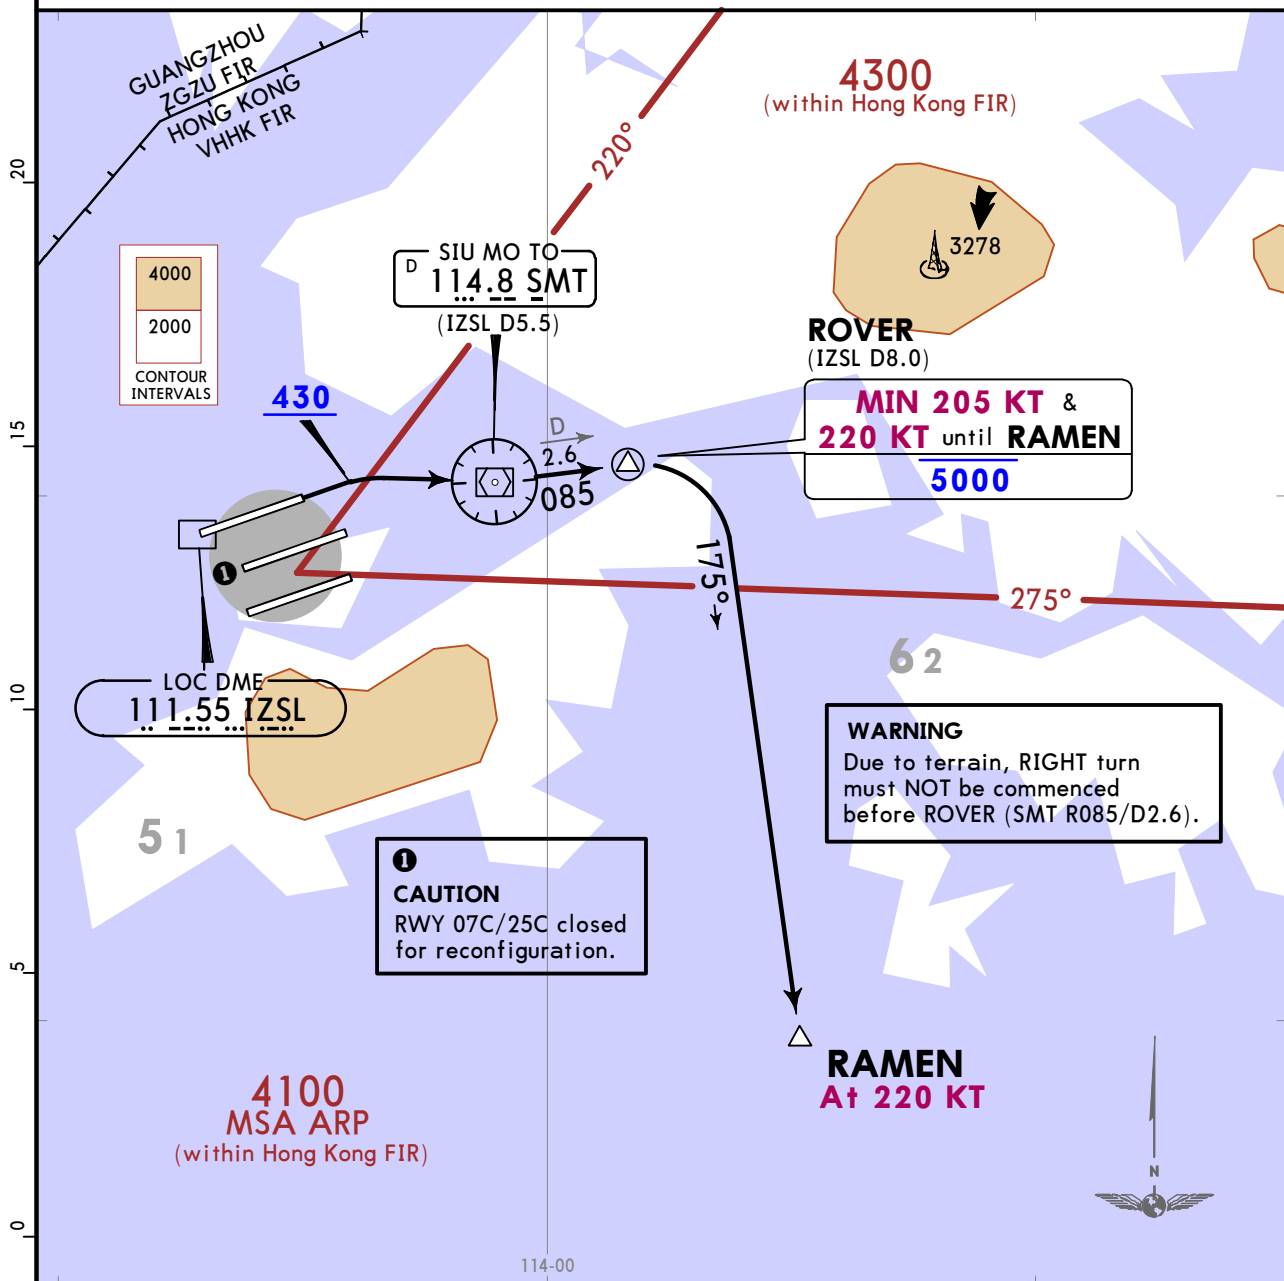 GUANGZHOU
ZGZU FIR
HONG KONG
VHHK FIR
4300
(within Hong Kong FIR)
220°
20
3278
4000
2000
CONTOUR
INTERVALS
SIU MO TO
D 114.8 SMT
(IZSL D5.5)
ROVER
(IZSL D8.0)
MIN 205 KT &
220 KT until RAMEN
5000
430
15
D
2.6
085
1
175°
275°
6 2
LOC DME
111.55 IZSL
10
WARNING
Due to terrain, RIGHT turn
must NOT be commenced
before ROVER (SMT R085/D2.6).
5 1
1
CAUTION
RWY 07C/25C closed
for reconfiguration.
5
RAMEN
At 220 KT
4100
MSA ARP
(within Hong Kong FIR)
N
0
114-00